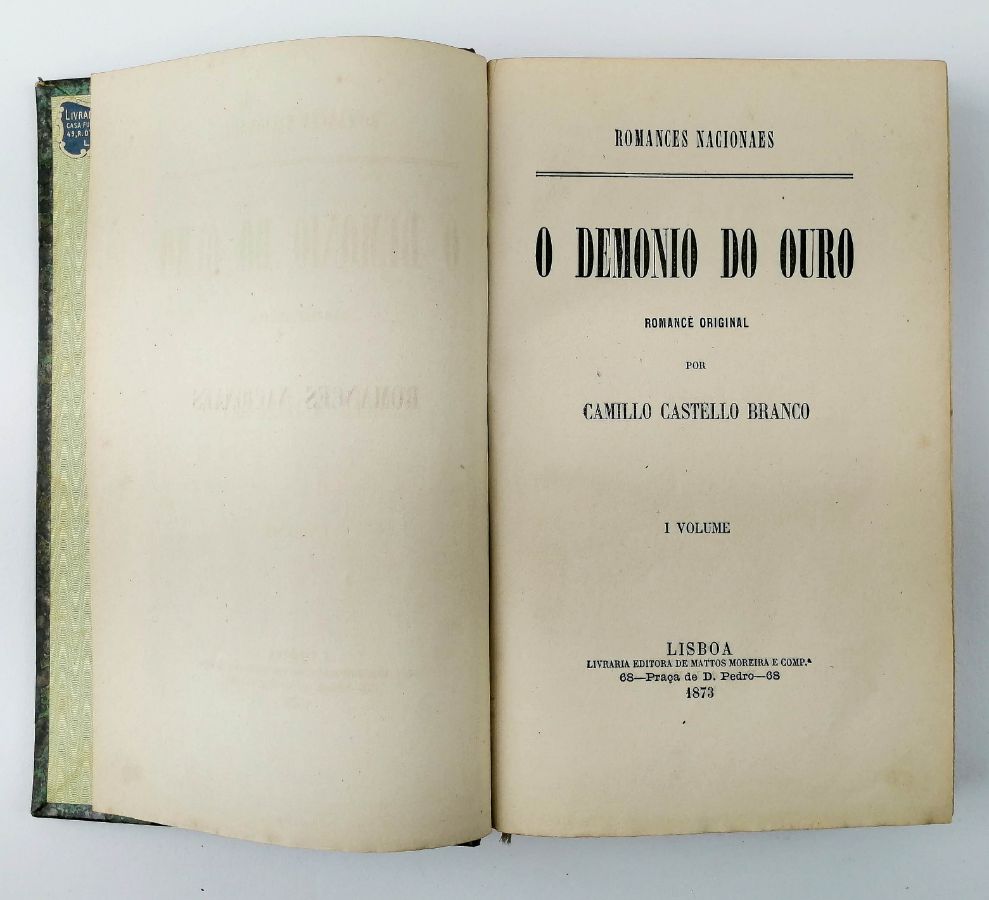 ROMANCES NACIONAES
O DEMONIO DO OURO
ROMANCE ORIGINAL
POR
CAMILLO CASTELLO BRANCO
I VOLUME
LISBOA
LIVRARIA EDITORA DE MATTOS MOREIRA E COMP.ª
68—Praça de D. Pedro—68
1873